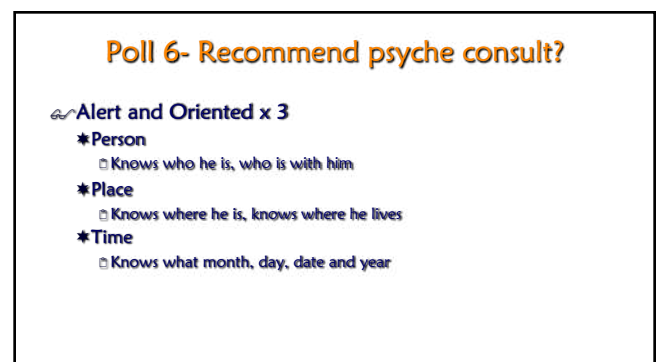 Poll 6- Recommend psyche consult?
Alert and Oriented x 3
Person
Knows who he is, who is with him
Place
Knows where he is, knows where he lives
Time
Knows what month, day, date and year